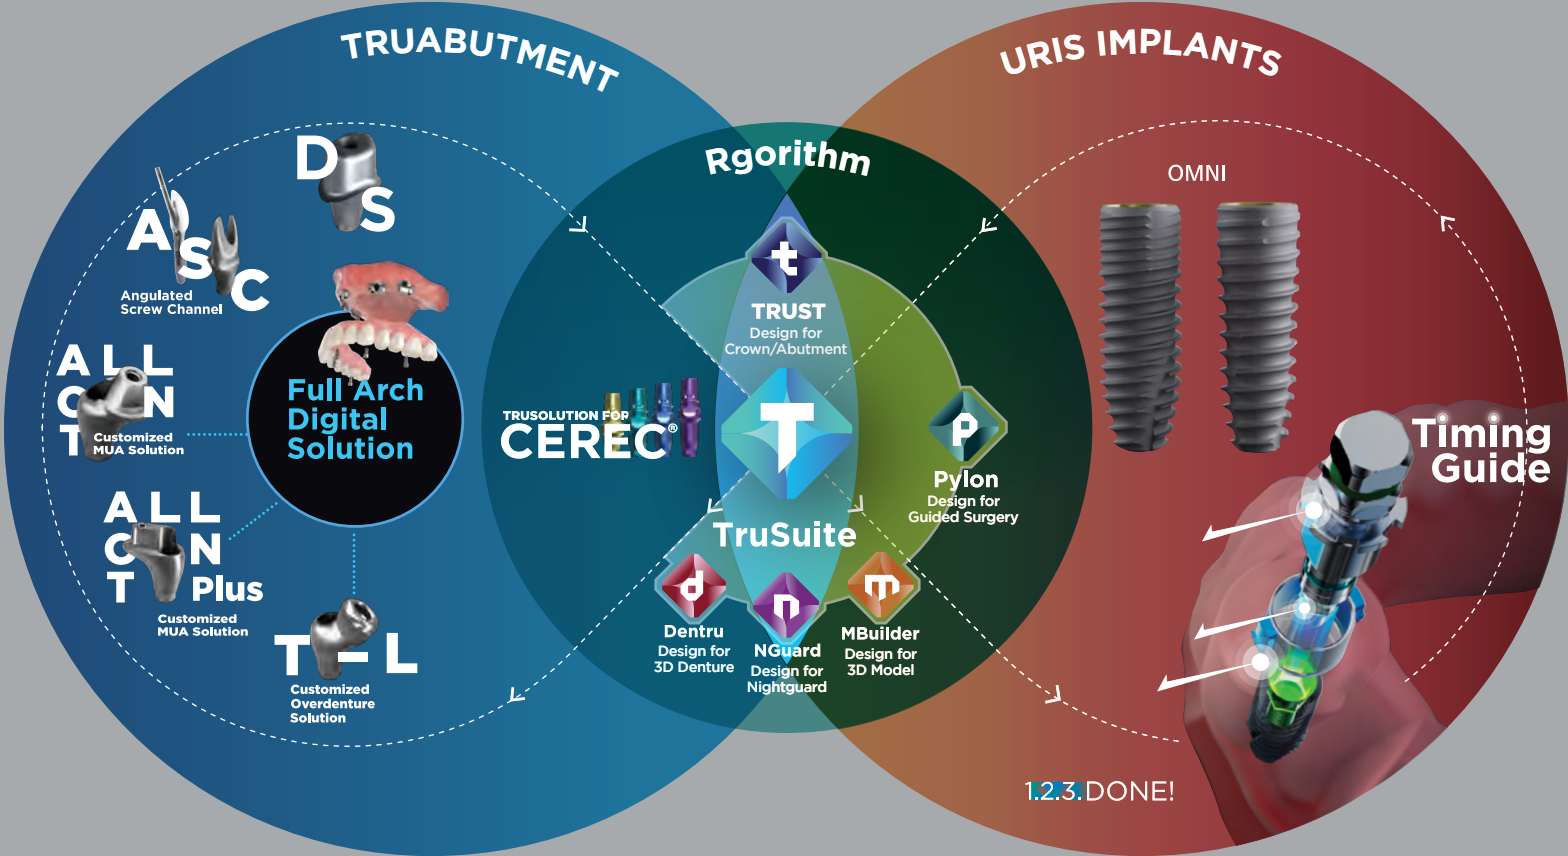 TRUABUTMENT
URIS IMPLANTS
Rgorithm
DS
ASC
Angulated
Screw Channel
ALL
ON
T
Customized
MUA Solution
Full Arch
Digital
Solution
ALL
ON
T Plus
Customized
MUA Solution
T-L
Customized
Overdenture
Solution
TRUSOLUTION FOR
CEREC®
t
TRUST
Design for
Crown/Abutment
T
TruSuite
p
Pylon
Design for
Guided Surgery
d
Dentru
Design for
3D Denture
n
NGuard
Design for
Nightguard
m
MBuilder
Design for
3D Model
OMNI
Timing
Guide
1.2.3.DONE!